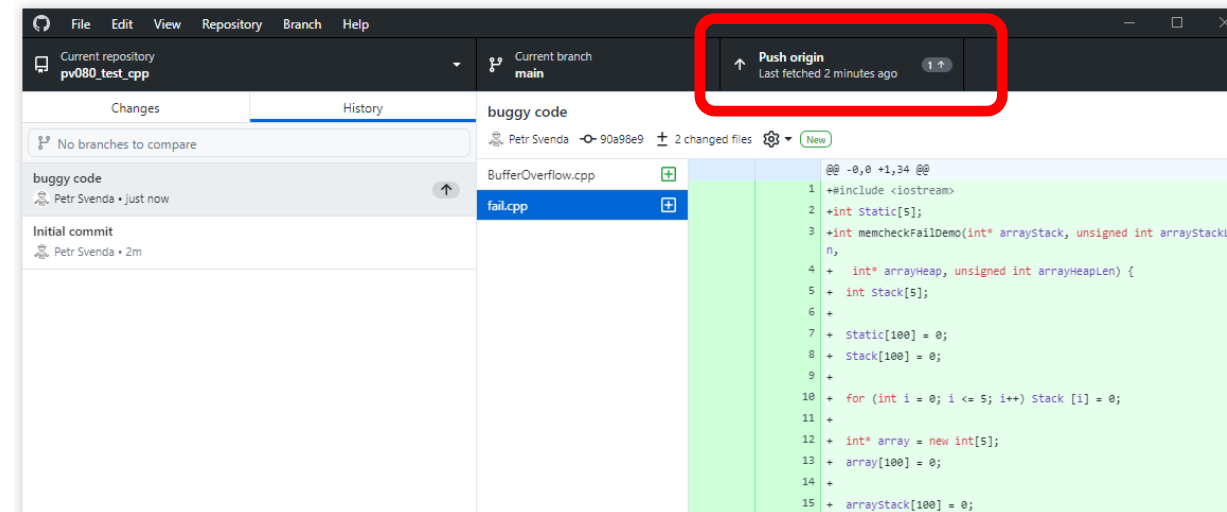 File Edit View Repository Branch Help
Current repository
pv080_test_cpp
Current branch
main
Push origin
Last fetched 2 minutes ago
1
Changes History
No branches to compare
buggy code
Petr Svenda • just now
Initial commit
Petr Svenda • 2m
buggy code
Petr Svenda 90a98e9 2 changed files New
BufferOverflow.cpp
fail.cpp
@@ -0,0 +1,34 @@
1 +#include <iostream>
2 +int Static[5];
3 +int memcheckFailDemo(int* arrayStack, unsigned int arrayStackL
n,
4 + int* arrayHeap, unsigned int arrayHeapLen) {
5 + int Stack[5];
6 +
7 + Static[100] = 0;
8 + Stack[100] = 0;
9 +
10 + for (int i = 0; i <= 5; i++) Stack [i] = 0;
11 +
12 + int* array = new int[5];
13 + array[100] = 0;
14 +
15 + arrayStack[100] = 0;